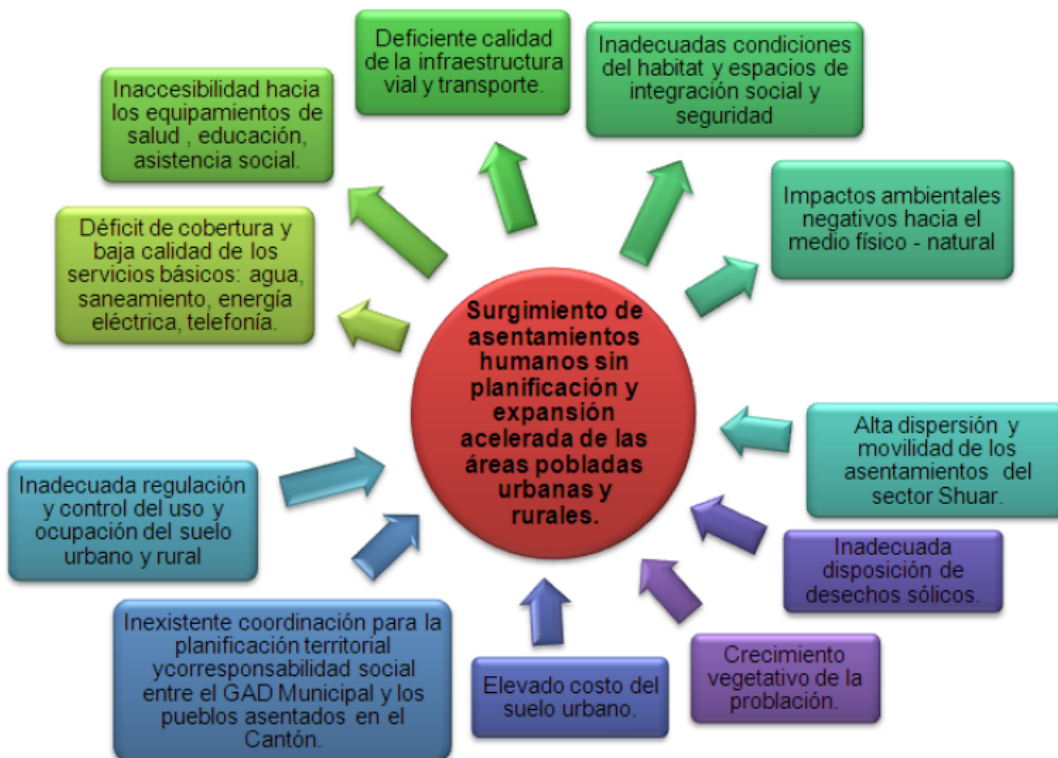 Deficiente calidad
de la infraestructura
vial y transporte.
Inadecuadas condiciones
del habitat y espacios de
integración social y
seguridad
Inaccesibilidad hacia
los equipamientos de
salud , educación,
asistencia social.
Impactos ambientales
negativos hacia el
medio físico - natural
Déficit de cobertura y
baja calidad de los
servicios básicos: agua,
saneamiento, energía
eléctrica, telefonía.
Surgimiento de
asentamientos
humanos sin
planificación y
expansión
acelerada de las
áreas pobladas
urbanas y
rurales.
Alta dispersión y
movilidad de los
asentamientos del
sector Shuar.
Inadecuada regulación
y control del uso y
ocupación del suelo
urbano y rural
Inadecuada
disposición de
desechos sólicos.
Inexistente coordinación para la
planificación territorial
ycorresponsabilidad social
entre el GAD Municipal y los
pueblos asentados en el
Cantón.
Elevado costo del
suelo urbano.
Crecimiento
vegetativo de la
problación.